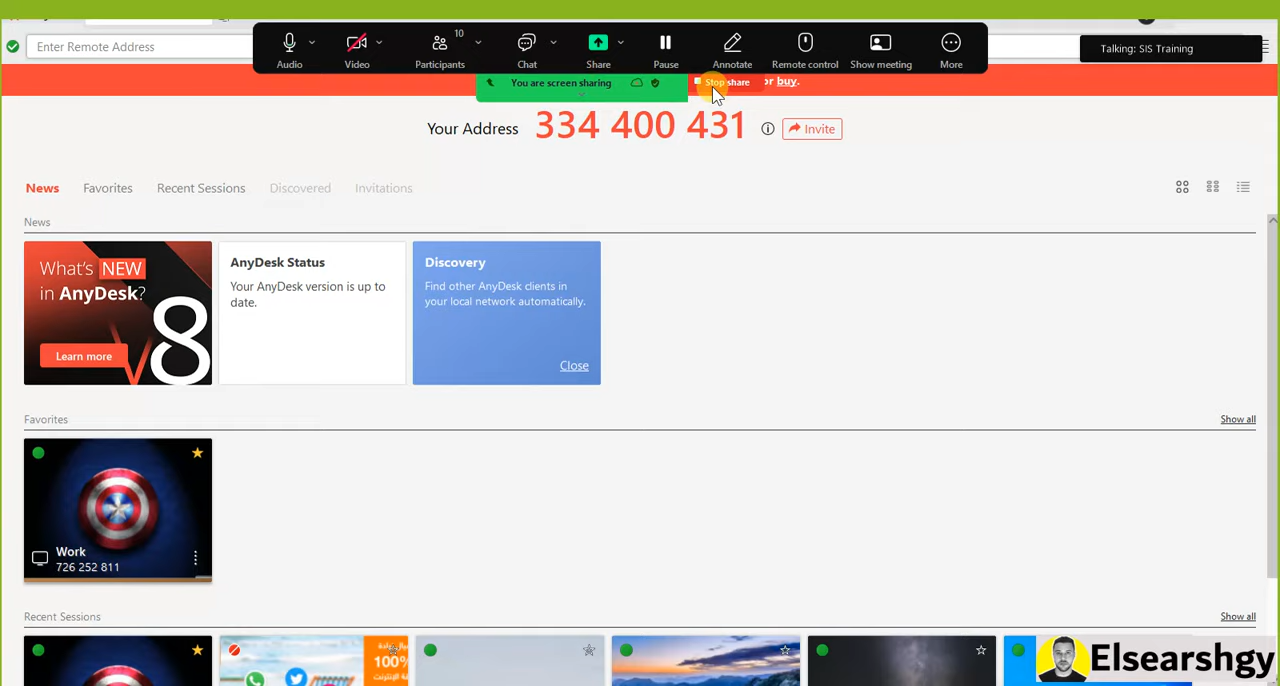 Enter Remote Address
10
Audio
Video
Participants
Chat
Share
Pause
Annotate
Remote control
Show meeting
More
Talking: SIS Training
You are screen sharing
Stop share
or buy.
Your Address
334 400 431
Invite
News
Favorites
Recent Sessions
Discovered
Invitations
News
What's NEW
in AnyDesk?
V8
Learn more
AnyDesk Status
Your AnyDesk version is up to
date.
Discovery
Find other AnyDesk clients in
your local network automatically.
Close
Favorites
Show all
Work
726 252 811
Recent Sessions
Show all
100%
Elsearshgy